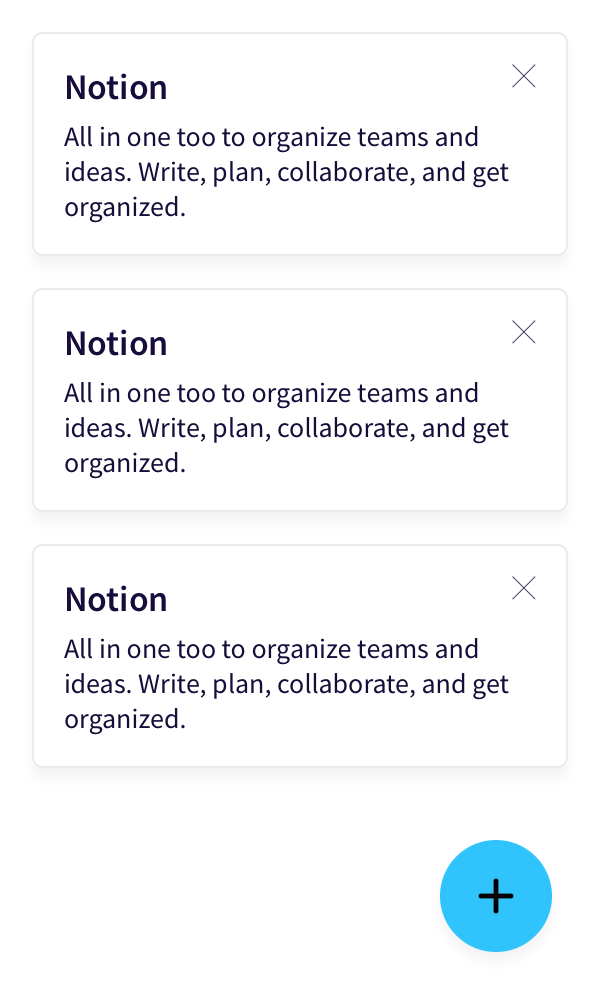 Notion
All in one too to organize teams and
ideas. Write, plan, collaborate, and get
organized.
Notion
All in one too to organize teams and
ideas. Write, plan, collaborate, and get
organized.
Notion
All in one too to organize teams and
ideas. Write, plan, collaborate, and get
organized.